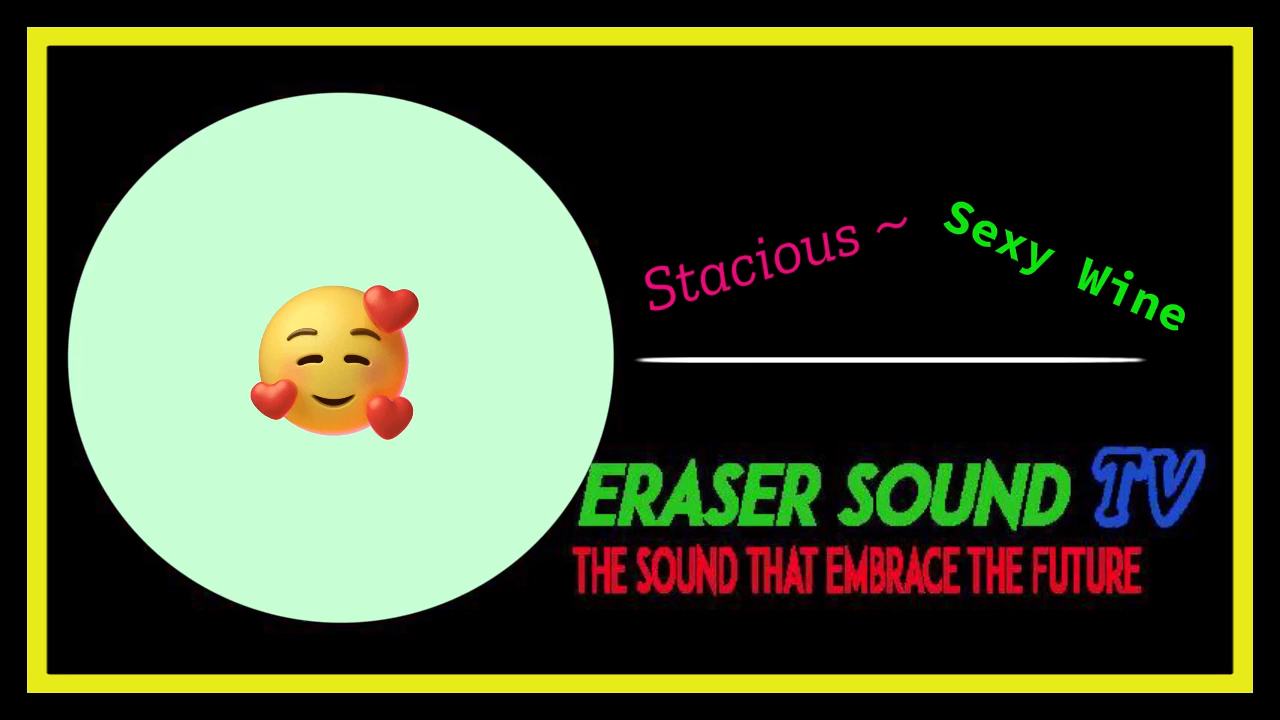 Stacious ~ Sexy Wine
ERASER SOUND TV
THE SOUND THAT EMBRACE THE FUTURE